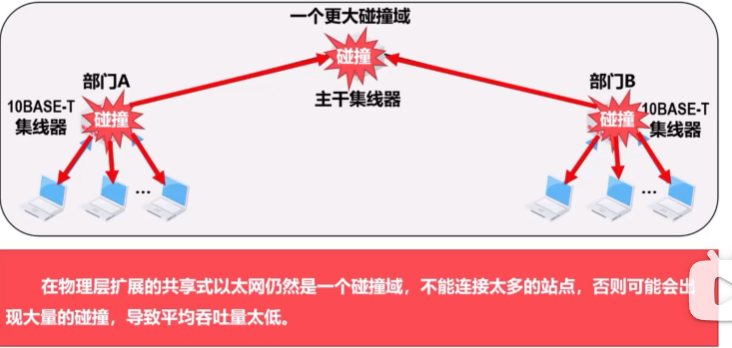 一个更大碰撞域
碰撞
主干集线器
部门A
10BASE-T
集线器
碰撞
...
部门B
碰撞
10BASE-T
集线器
...
在物理层扩展的共享式以太网仍然是一个碰撞域，不能连接太多的站点，否则可能会出
现大量的碰撞，导致平均吞吐量太低。